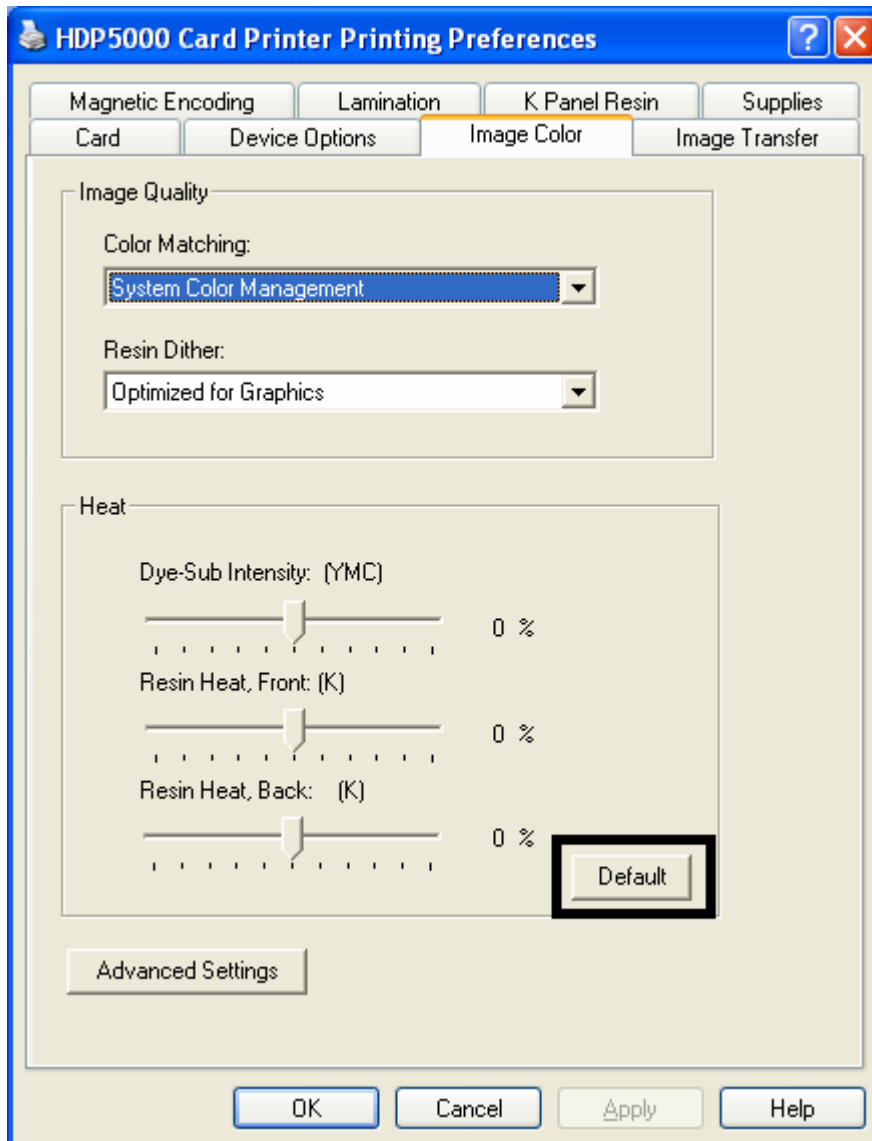 HDP5000 Card Printer Printing Preferences
Magnetic Encoding Lamination K Panel Resin Supplies
Card Device Options Image Color Image Transfer
Image Quality
Color Matching:
System Color Management
Resin Dither:
Optimized for Graphics
Heat
Dye-Sub Intensity: (YMC)
0 %
Resin Heat, Front: (K)
0 %
Resin Heat, Back: (K)
0 %
Default
Advanced Settings
OK Cancel Apply Help